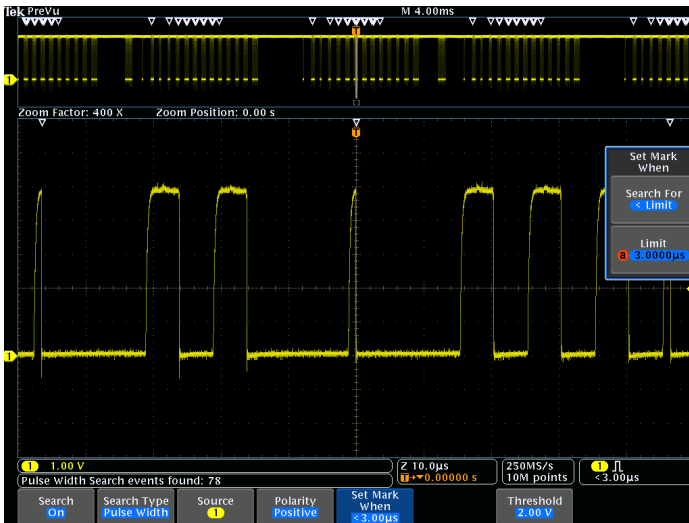 Tek PreVu M 4.00ms
T
1
Zoom Factor: 400 X Zoom Position: 0.00 s
T
Set Mark
When
Search For
< Limit
Limit
a 3.0000µs
1
1 1.00 V
Z 10.0µs
T→▼0.00000 s
250MS/s
10M points
1
<3.00µs
Pulse Width Search events found: 78
Search
On
Search Type
Pulse Width
Source
1
Polarity
Positive
Set Mark
When
<3.00µs
Threshold
2.00 V